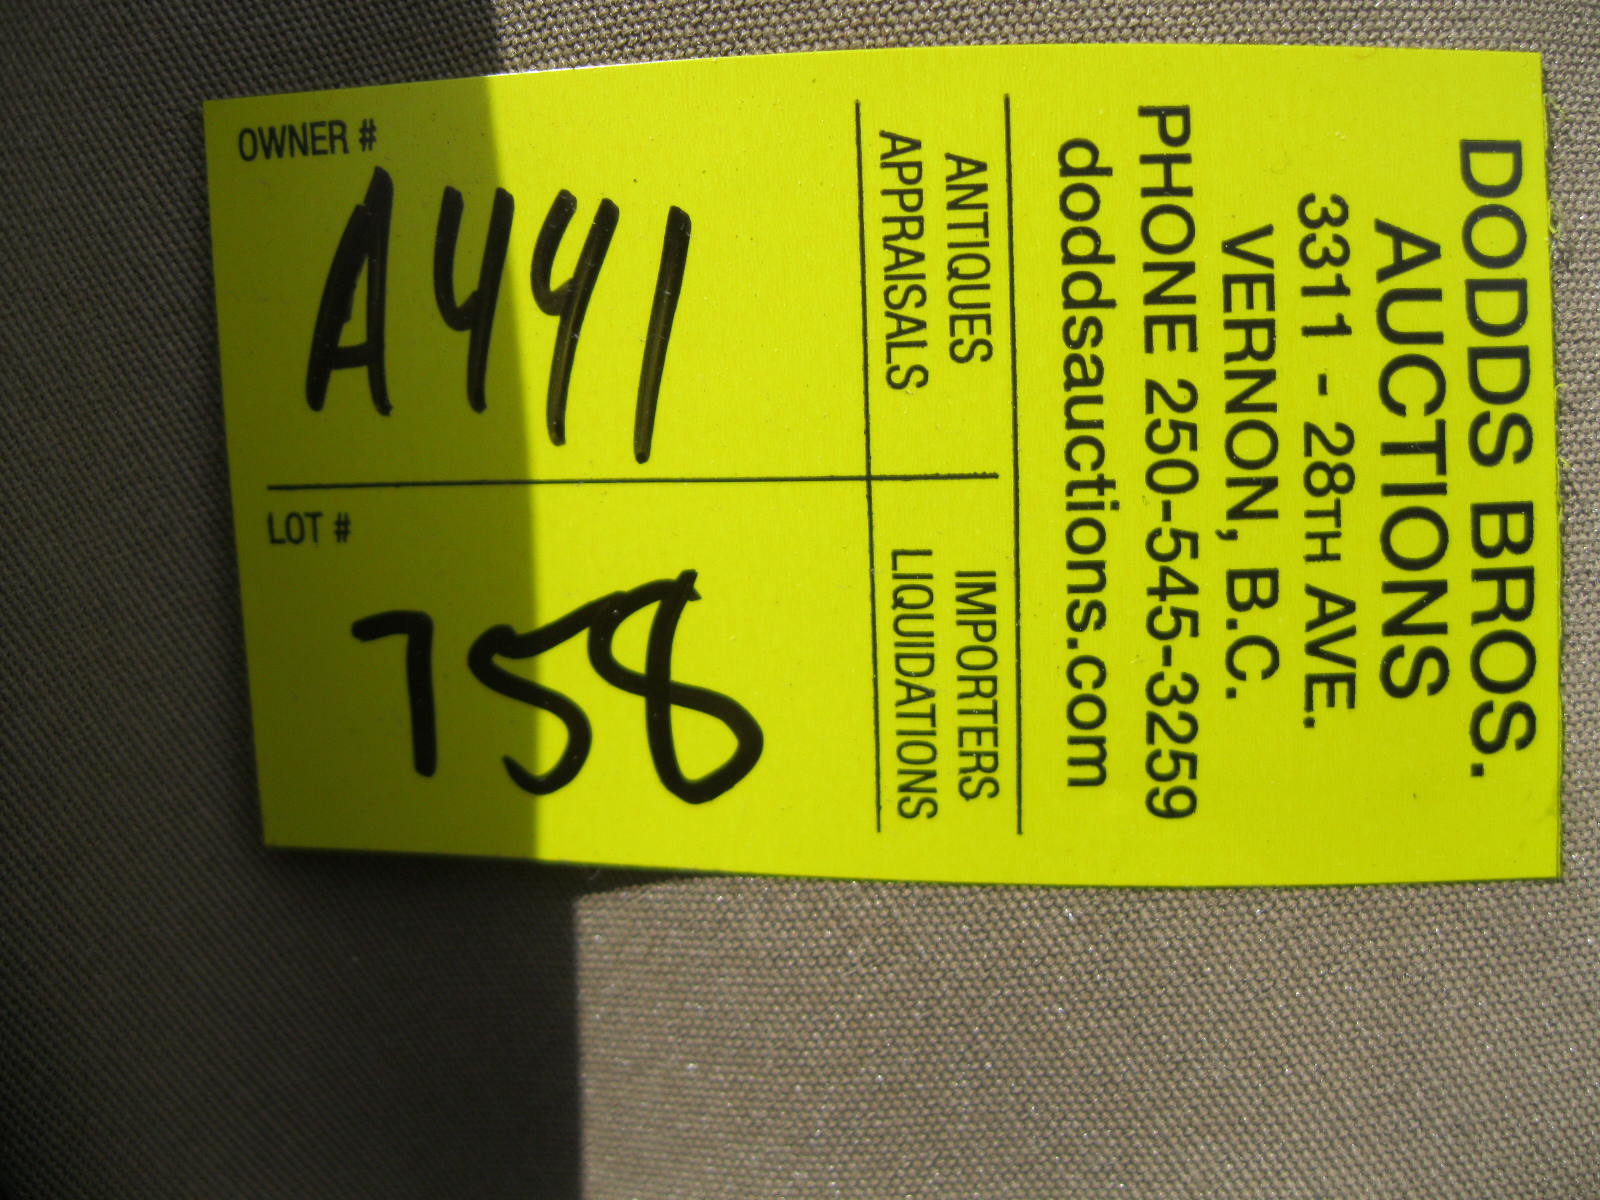 DODDS BROS.
AUCTIONS
3311 - 28TH AVE.
VERNON, B.C.
PHONE 250-545-3259
doddsauctions.com
ANTIQUES
APPRAISALS
IMPORTERS
LIQUIDATIONS
OWNER #
A441
LOT #
758